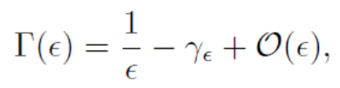 Γ(ϵ) = 1/ϵ − γ_ϵ + 𝒪(ϵ),